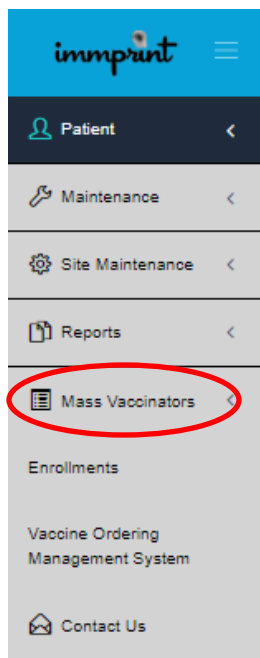 immprint
Patient
Maintenance
Site Maintenance
Reports
Mass Vaccinators
Enrollments
Vaccine Ordering
Management System
Contact Us